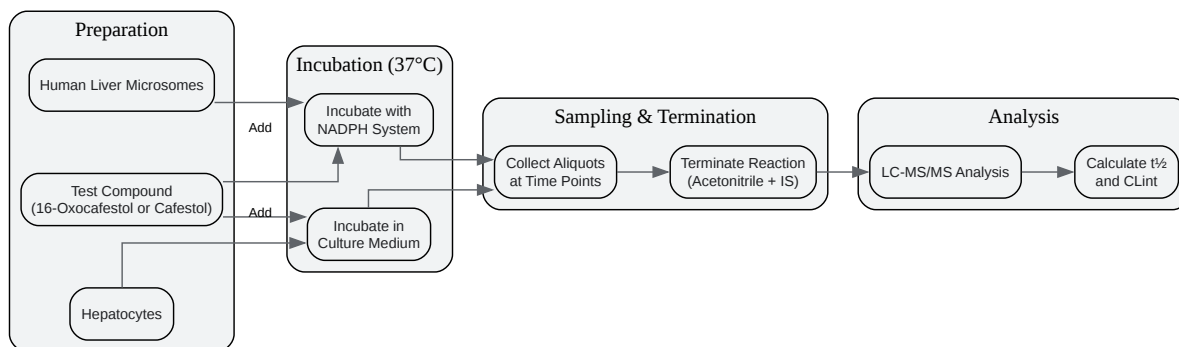 Preparation
Human Liver Microsomes
Test Compound
(16-Oxocafestol or Cafestol)
Hepatocytes
Add
Add
Incubation (37°C)
Incubate with
NADPH System
Incubate in
Culture Medium
Sampling & Termination
Collect Aliquots
at Time Points
Terminate Reaction
(Acetonitrile + IS)
Analysis
LC-MS/MS Analysis
Calculate t½
and CLint